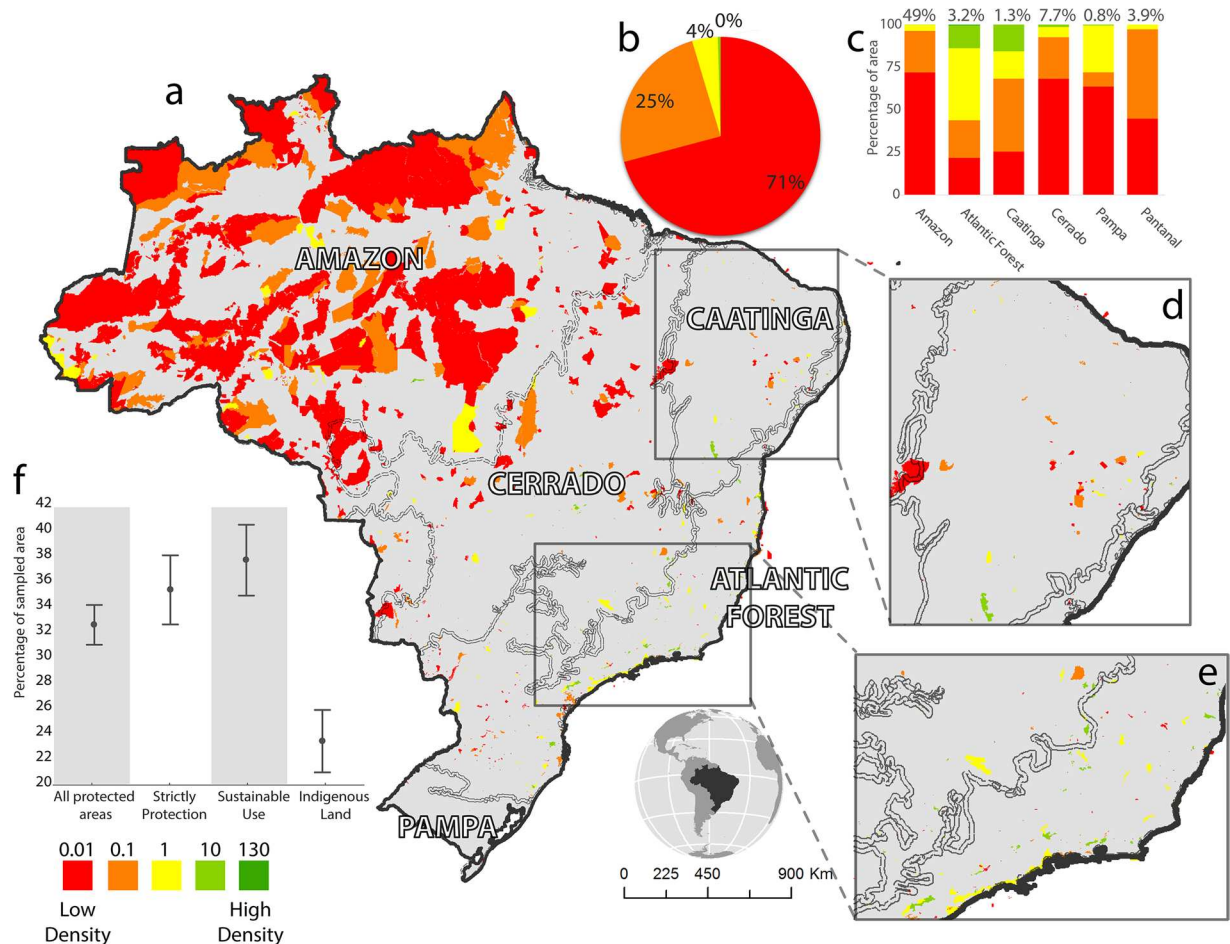 a
b
0%
4%
25%
71%
c
49% 3.2% 1.3% 7.7% 0.8% 3.9%
Percentage of area
100
75
50
25
0
Amazon
Atlantic Forest
Caatinga
Cerrado
Pampa
Pantanal
AMAZON
CAATINGA
CERRADO
ATLANTIC
FOREST
PAMPA
d
e
f
Percentage of sampled area
42
40
38
36
34
32
30
28
26
24
22
20
All protected
areas
Strictly
Protection
Sustainable
Use
Indigenous
Land
0.01 0.1 1 10 130
Low
Density
High
Density
0 225 450 900 Km